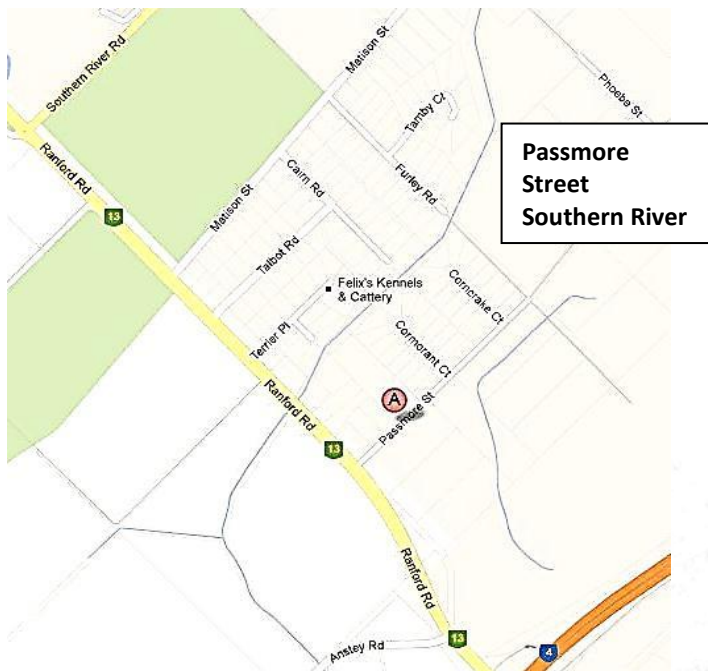 Southern River Rd
Matison St
Phoebe St
Tamby Ct
Ranford Rd
Cairn Rd
Furley Rd
Passmore
Street
Southern River
13
Matison St
Talbot Rd
Felix's Kennels
& Cattery
Corncrake Ct
Terrier Pl
Cormorant Ct
A
Ranford Rd
Passmore St
13
Ranford Rd
Anstey Rd
13
4